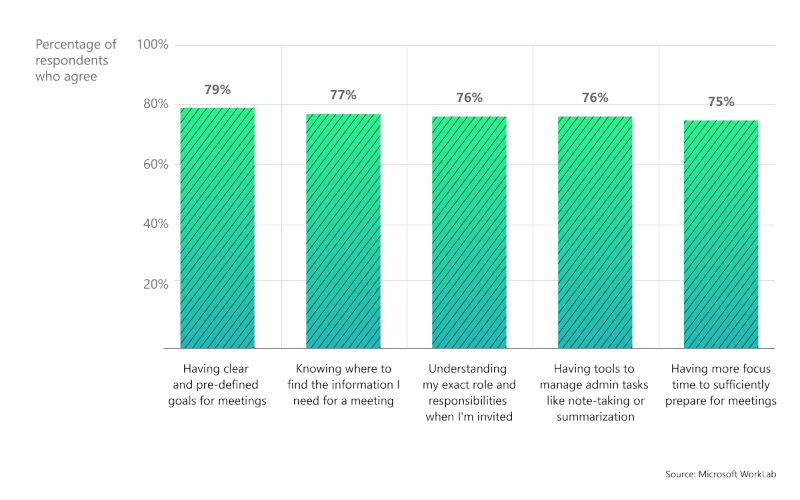 Percentage of
respondents
who agree
100%
80%
60%
40%
20%
79%
77%
76%
76%
75%
Having clear
and pre-defined
goals for meetings
Knowing where to
find the information I
need for a meeting
Understanding
my exact role and
responsibilities
when I'm invited
Having tools to
manage admin tasks
like note-taking or
summarization
Having more focus
time to sufficiently
prepare for meetings
Source: Microsoft WorkLab